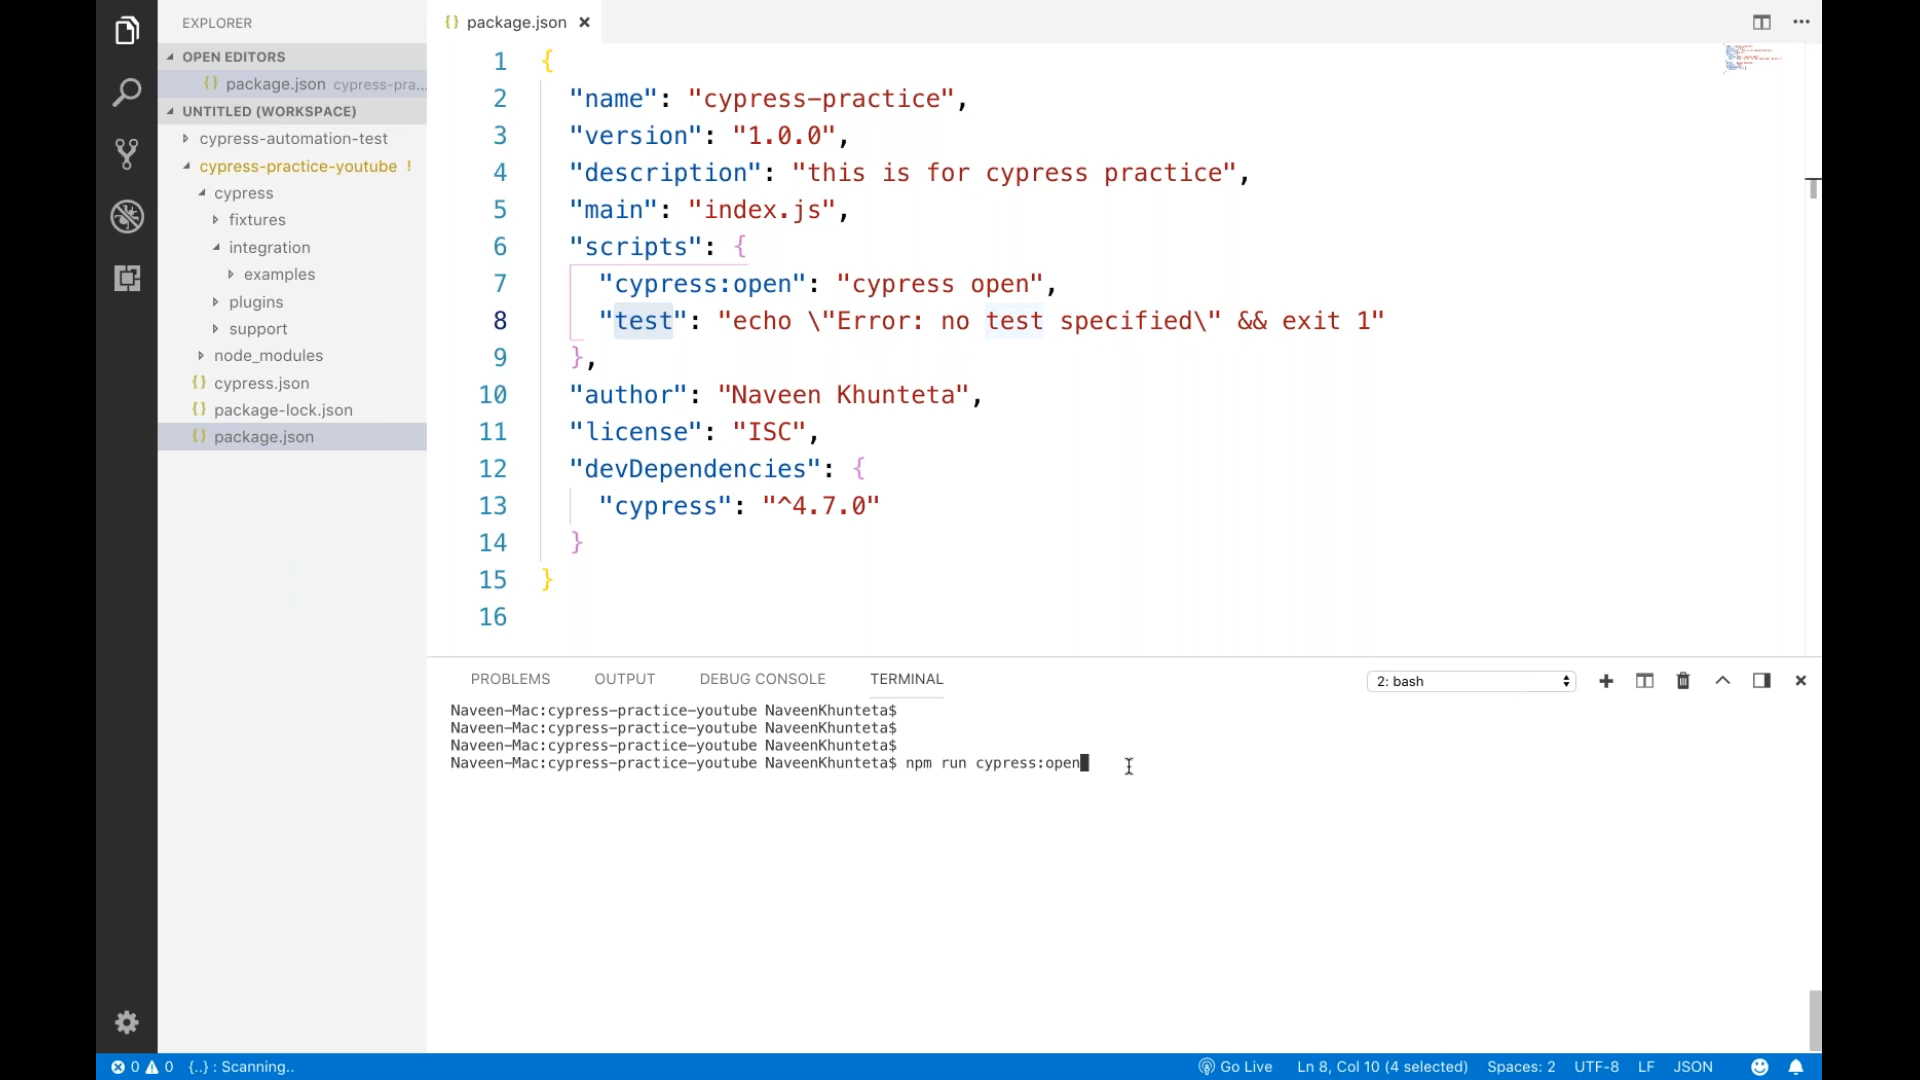 EXPLORER
OPEN EDITORS
{} package.json cypress-pra...
UNTITLED (WORKSPACE)
cypress-automation-test
cypress-practice-youtube !
cypress
fixtures
integration
examples
plugins
support
node_modules
{} cypress.json
{} package-lock.json
{} package.json
{} package.json ×
1 {
2 "name": "cypress-practice",
3 "version": "1.0.0",
4 "description": "this is for cypress practice",
5 "main": "index.js",
6 "scripts": {
7 "cypress:open": "cypress open",
8 "test": "echo \"Error: no test specified\" && exit 1"
9 },
10 "author": "Naveen Khunteta",
11 "license": "ISC",
12 "devDependencies": {
13 "cypress": "^4.7.0"
14 }
15 }
16
PROBLEMS OUTPUT DEBUG CONSOLE TERMINAL 2: bash
Naveen-Mac:cypress-practice-youtube NaveenKhunteta$
Naveen-Mac:cypress-practice-youtube NaveenKhunteta$
Naveen-Mac:cypress-practice-youtube NaveenKhunteta$
Naveen-Mac:cypress-practice-youtube NaveenKhunteta$ npm run cypress:open
0 0 {..} : Scanning.. Go Live Ln 8, Col 10 (4 selected) Spaces: 2 UTF-8 LF JSON